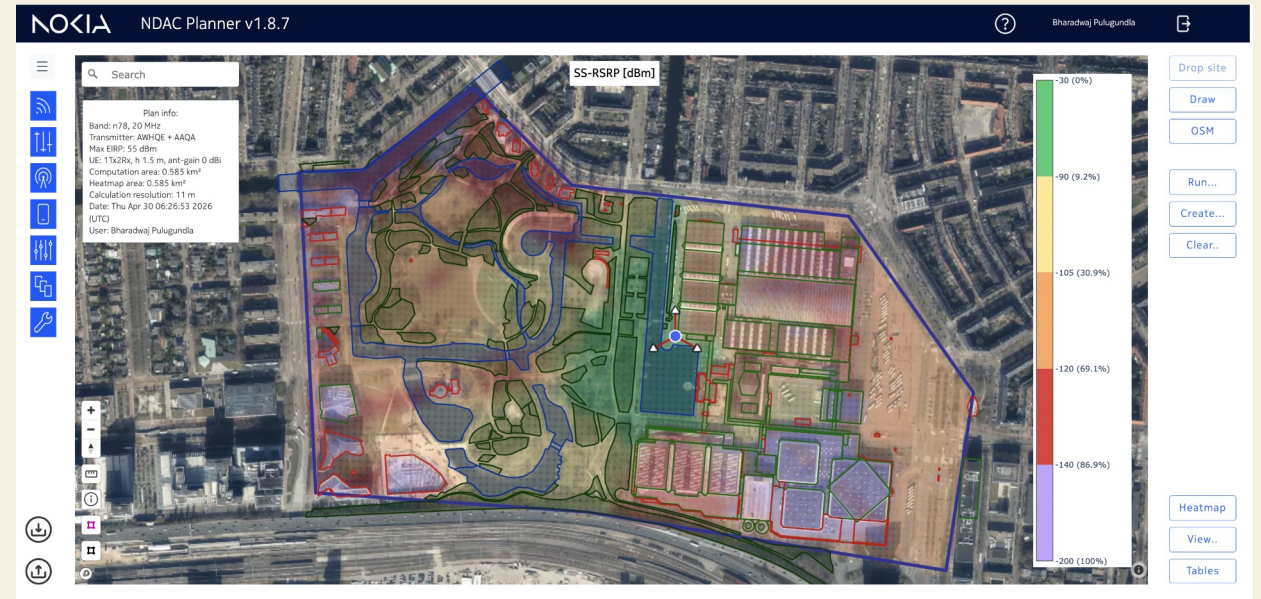 NOKIA
NDAC Planner v1.8.7
Bharadwaj Pulugundla
Search
SS-RSRP [dBm]
Plan info:
Band: n78, 20 MHz
Transmitter: AWHQE + AAQA
Max EIRP: 55 dBm
UE: 1Tx2Rx, h 1.5 m, ant-gain 0 dBi
Computation area: 0.585 km²
Heatmap area: 0.585 km²
Calculation resolution: 11 m
Date: Thu Apr 30 06:26:53 2026
(UTC)
User: Bharadwaj Pulugundla
-30 (0%)
-90 (9.2%)
-105 (30.9%)
-120 (69.1%)
-140 (86.9%)
-200 (100%)
Drop site
Draw
OSM
Run...
Create...
Clear..
Heatmap
View..
Tables